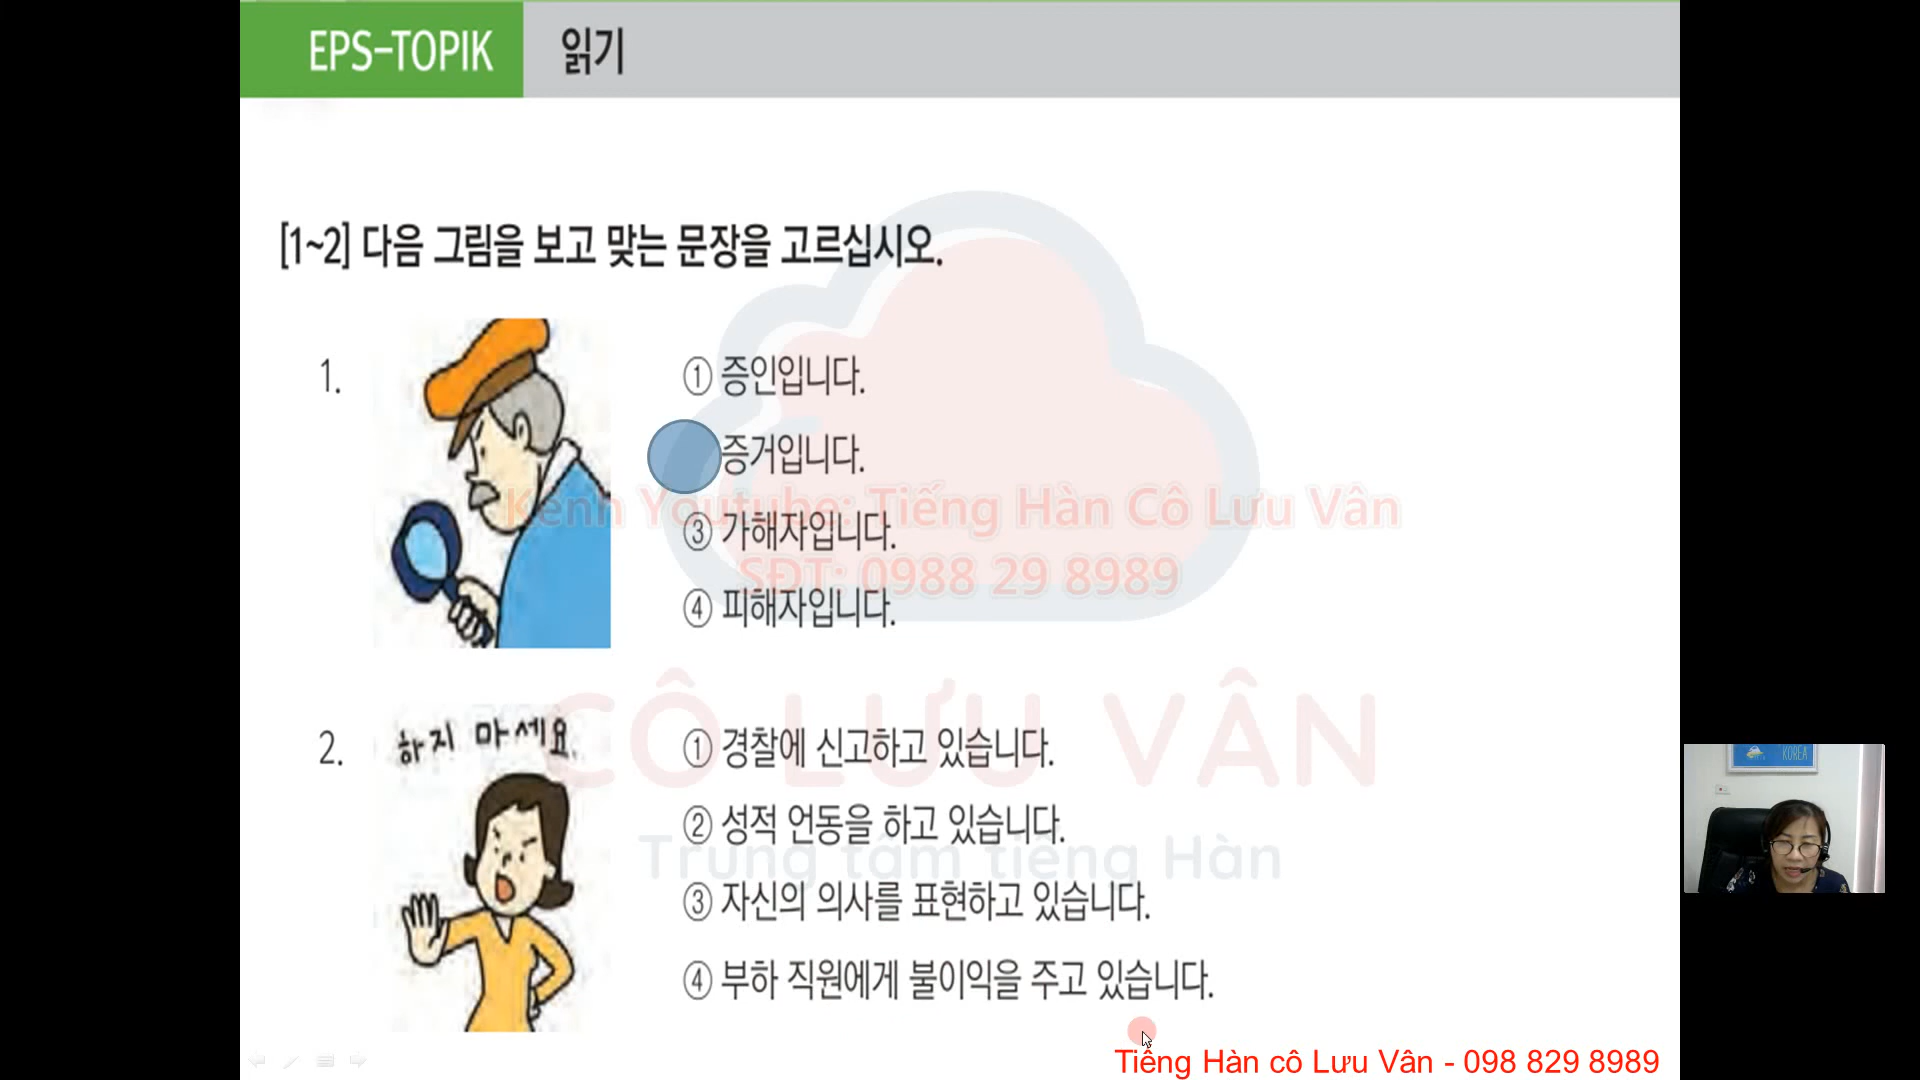 EPS-TOPIK 읽기
[1~2] 다음 그림을 보고 맞는 문장을 고르십시오.
1.
① 증인입니다.
증거입니다.
③ 가해자입니다.
④ 피해자입니다.
Kênh Youtube: Tiếng Hàn Cô Lưu Vân
SĐT: 0988 29 8989
CÔ LƯU VÂN
Trung tâm tiếng Hàn
2.
하지 마세요.
① 경찰에 신고하고 있습니다.
② 성적 언동을 하고 있습니다.
③ 자신의 의사를 표현하고 있습니다.
④ 부하 직원에게 불이익을 주고 있습니다.
Tiếng Hàn cô Lưu Vân - 098 829 8989
KOREA